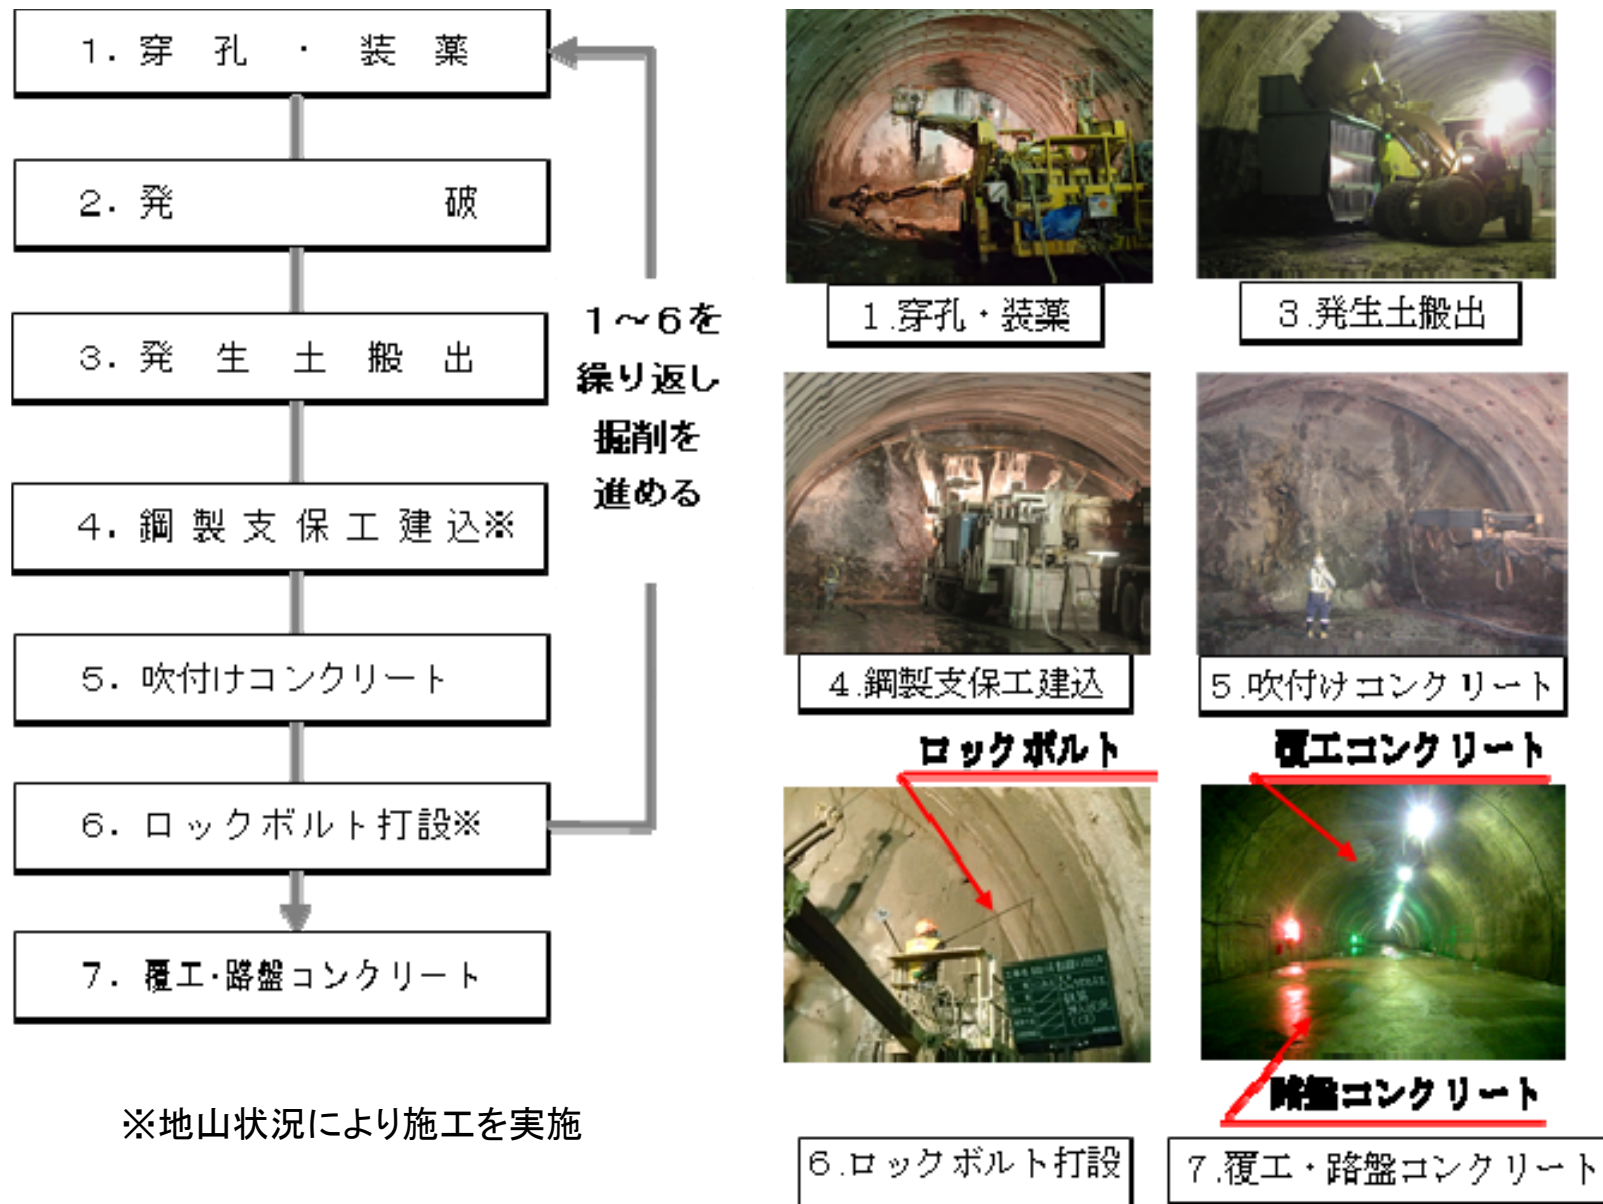 1. 穿孔・装薬
2. 発破
3. 発生土搬出
4. 鋼製支保工建込※
5. 吹付けコンクリート
6. ロックボルト打設※
7. 覆工・路盤コンクリート
1～6を
繰り返し
掘削を
進める
※地山状況により施工を実施
1.穿孔・装薬
3.発生土搬出
4.鋼製支保工建込
5.吹付けコンクリート
ロックボルト
覆工コンクリート
路盤コンクリート
6.ロックボルト打設
7.覆工・路盤コンクリート